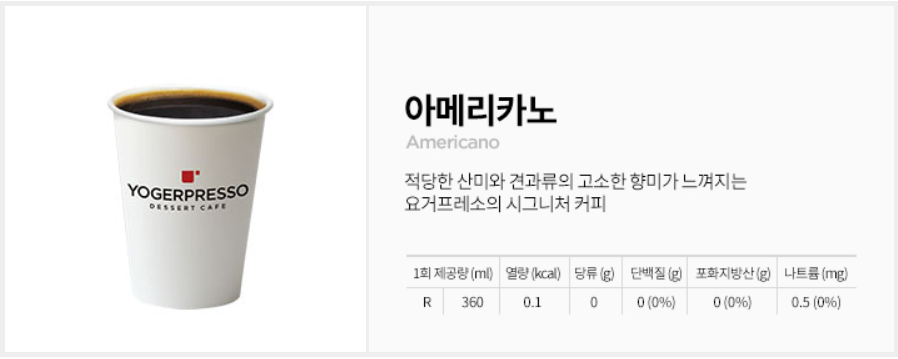 YOGERPRESSO
DESSERT CAFE
아메리카노
Americano
적당한 산미와 견과류의 고소한 향미가 느껴지는
요거프레소의 시그니처 커피
1회 제공량 (ml) 열량 (kcal) 당류 (g) 단백질 (g) 포화지방산 (g) 나트륨 (mg)
R 360 0.1 0 0 (0%) 0 (0%) 0.5 (0%)